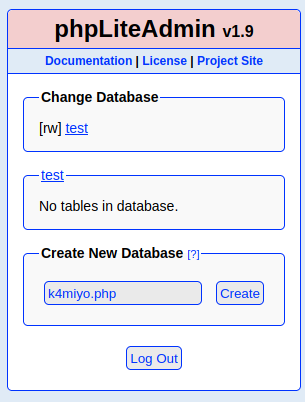 phpLiteAdmin v1.9
Documentation | License | Project Site
Change Database
[rw] test
test
No tables in database.
Create New Database [?]
k4miyo.php Create
Log Out